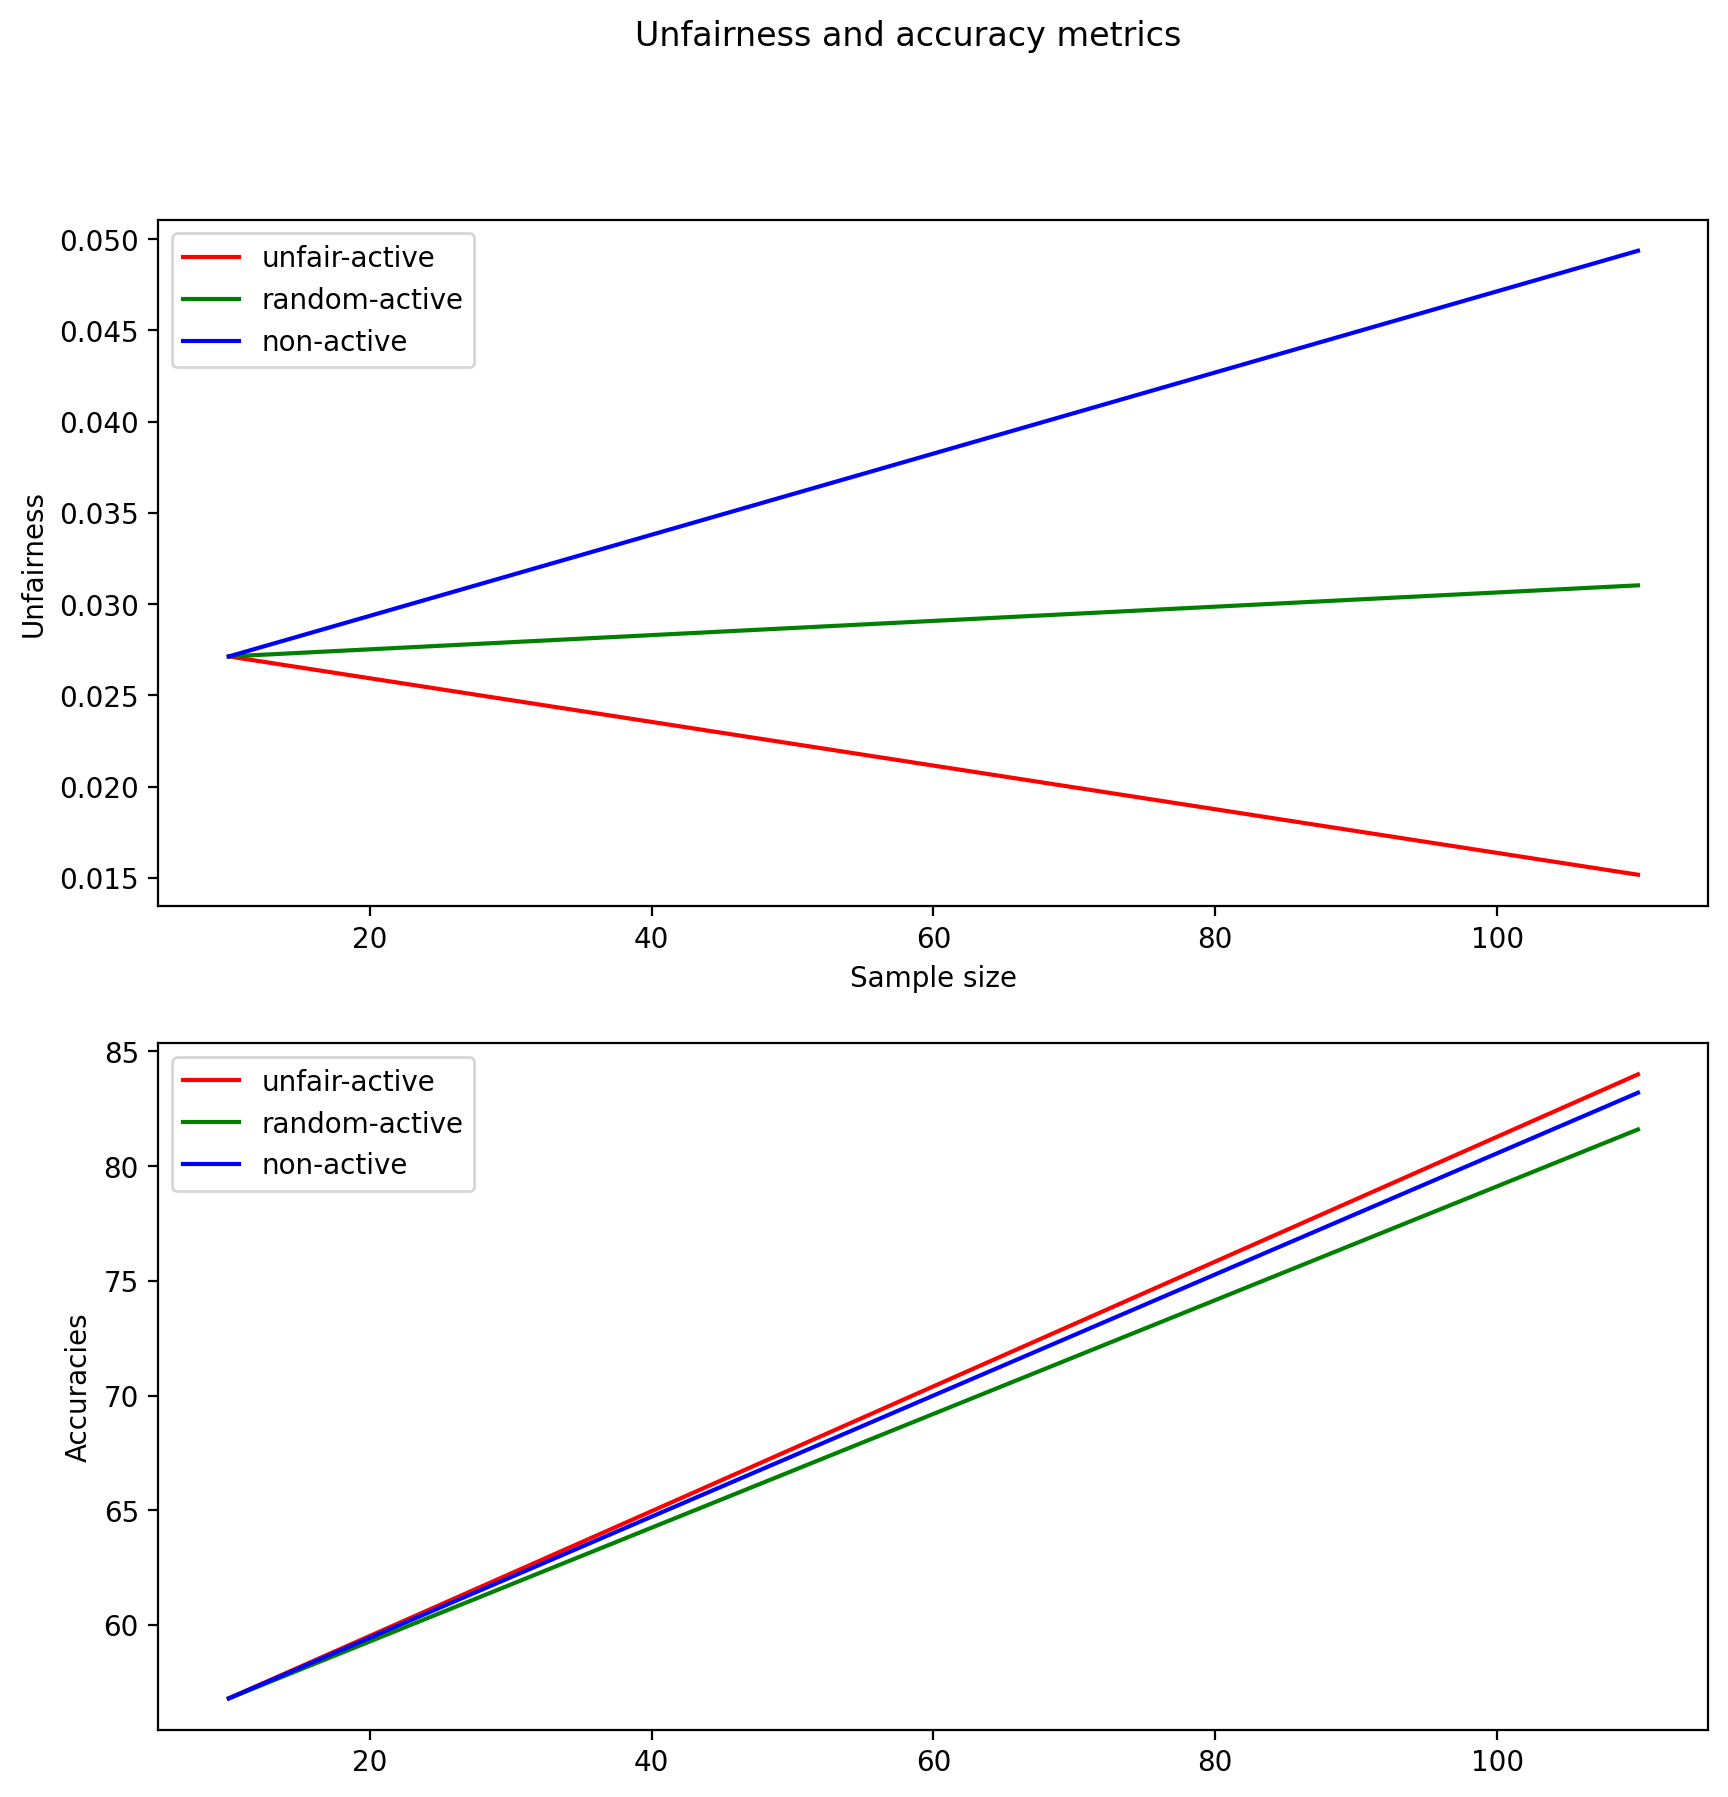 Unfairness and accuracy metrics
0.050
0.045
0.040
0.035
0.030
0.025
0.020
0.015
Unfairness
unfair-active
random-active
non-active
20 40 60 80 100
Sample size
85
80
75
70
65
60
Accuracies
unfair-active
random-active
non-active
20 40 60 80 100